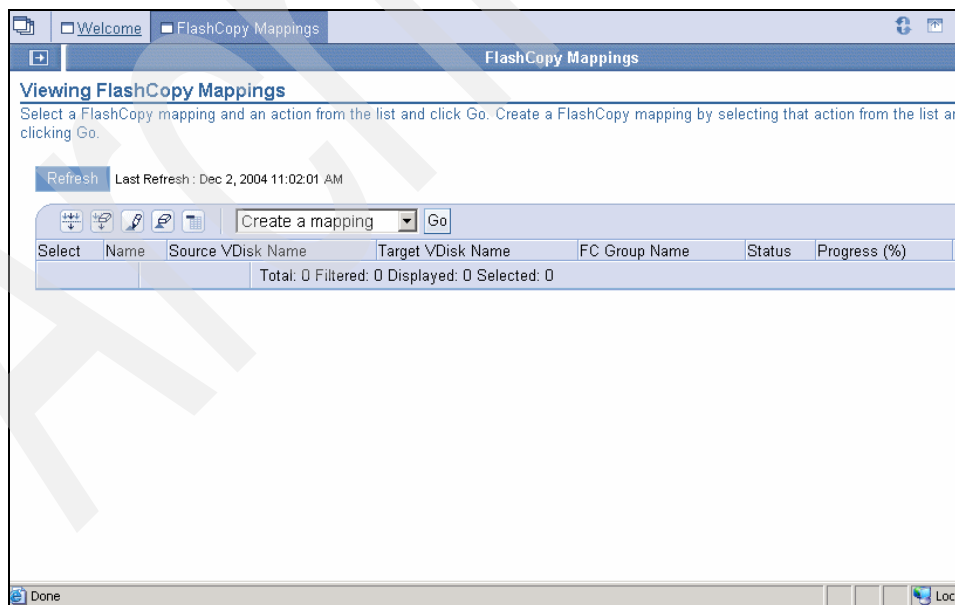 Welcome FlashCopy Mappings
FlashCopy Mappings
Viewing FlashCopy Mappings
Select a FlashCopy mapping and an action from the list and click Go. Create a FlashCopy mapping by selecting that action from the list
clicking Go.
Refresh Last Refresh : Dec 2, 2004 11:02:01 AM
Create a mapping Go
Select Name Source VDisk Name Target VDisk Name FC Group Name Status Progress (%)
Total: 0 Filtered: 0 Displayed: 0 Selected: 0
Done